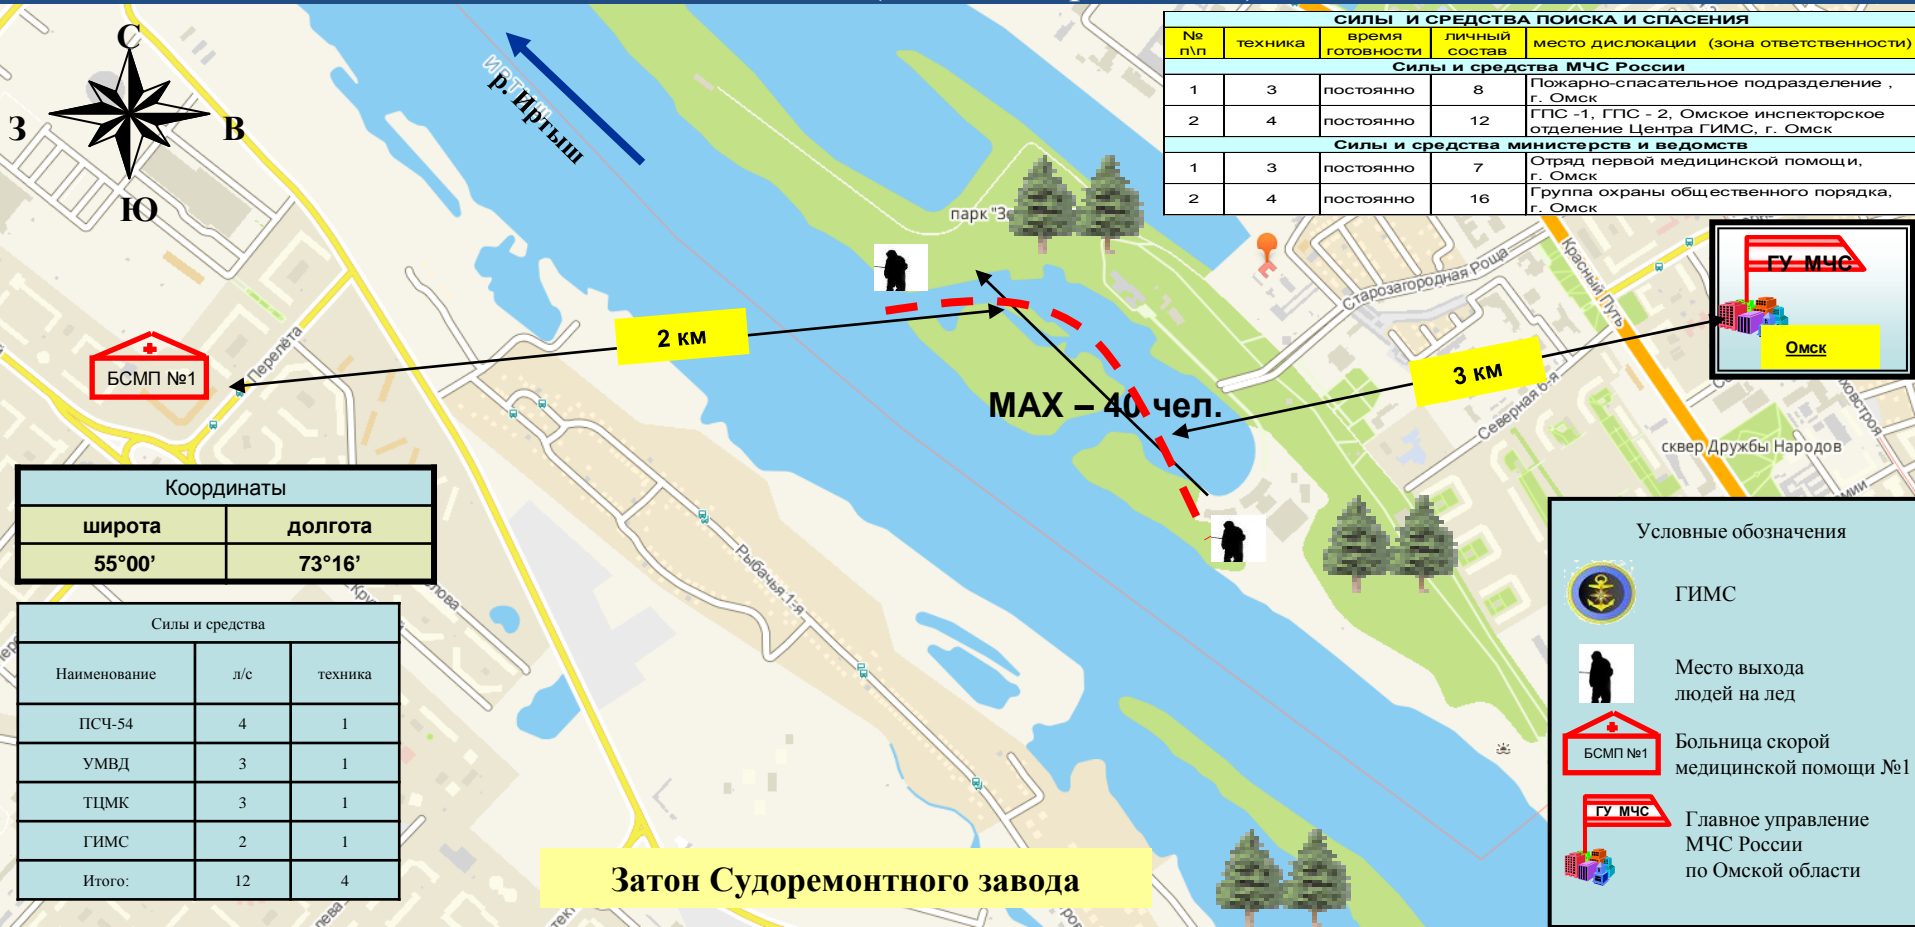 С
З
В
Ю
ИРТЫШ
р. Иртыш
СИЛЫ И СРЕДСТВА ПОИСКА И СПАСЕНИЯ
№ п\п техника время готовности личный состав место дислокации (зона ответственности)
Силы и средства МЧС России
1 3 постоянно 8 Пожарно-спасательное подразделение , г. Омск
2 4 постоянно 12 ГПС -1, ГПС - 2, Омское инспекторское отделение Центра ГИМС, г. Омск
Силы и средства министерств и ведомств
1 3 постоянно 7 Отряд первой медицинской помощи, г. Омск
2 4 постоянно 16 Группа охраны общественного порядка, г. Омск
парк "Зе
Старозагородная Роща
Красный Путь
ГУ МЧС
Омск
2 км
3 км
БСМП №1
Перелёта
МАХ – 40 чел.
Северная 6-я
сквер Дружбы Народов
Координаты
широта долгота
55°00’ 73°16’
Рыбачья 1-я
Силы и средства
Наименование л/с техника
ПСЧ-54 4 1
УМВД 3 1
ТЦМК 3 1
ГИМС 2 1
Итого: 12 4
Затон Судоремонтного завода
Условные обозначения
ГИМС
Место выхода
людей на лед
БСМП №1
Больница скорой
медицинской помощи №1
ГУ МЧС
Главное управление
МЧС России
по Омской области